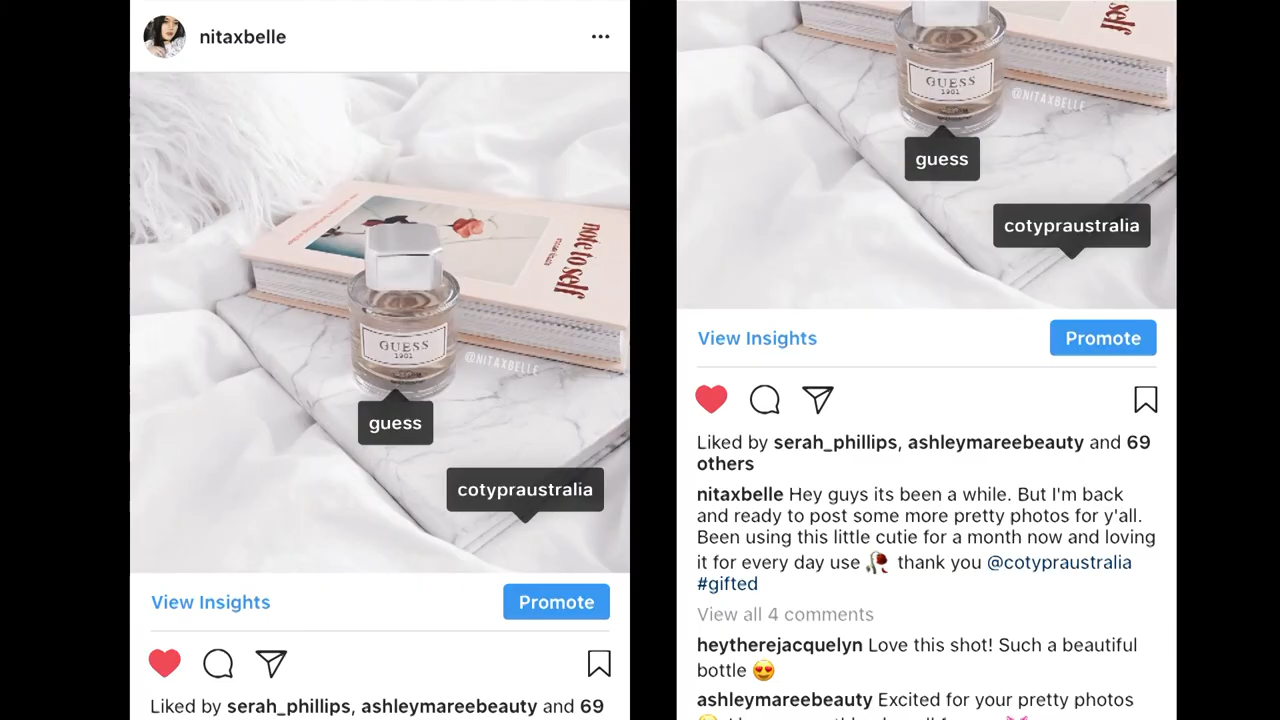 nitaxbelle
note to self
GUESS
1901
@NITAXBELLE
guess
cotypraustralia
View Insights
Promote
Liked by serah_phillips, ashleymareebeauty and 69
self
GUESS
1901
@NITAXBELLE
guess
cotypraustralia
View Insights
Promote
Liked by serah_phillips, ashleymareebeauty and 69
others
nitaxbelle Hey guys its been a while. But I'm back
and ready to post some more pretty photos for y'all.
Been using this little cutie for a month now and loving
it for every day use 🥀 thank you @cotypraustralia
#gifted
View all 4 comments
heytherejacquelyn Love this shot! Such a beautiful
bottle 😍
ashleymareebeauty Excited for your pretty photos